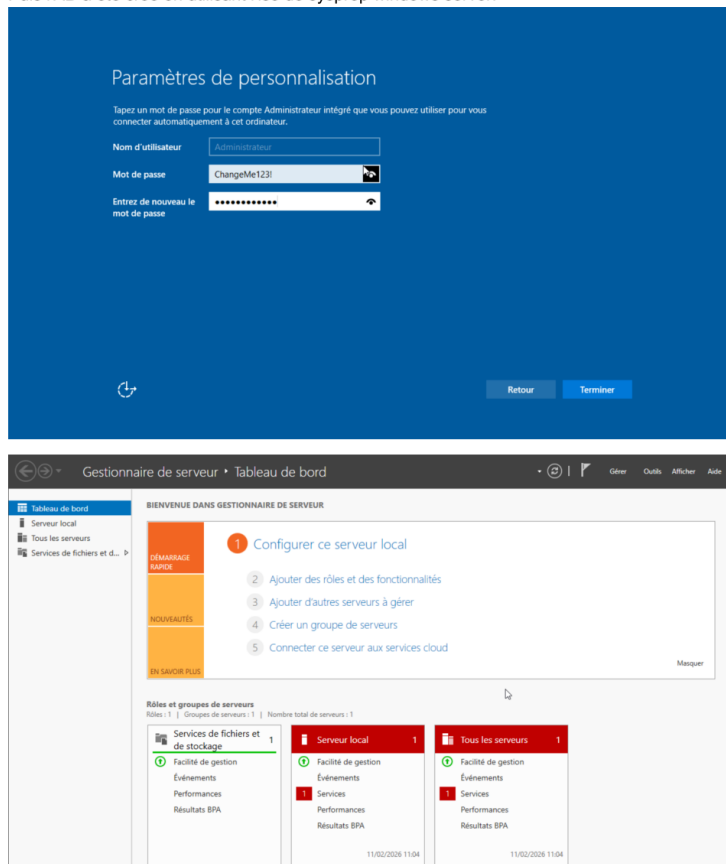 Paramètres de personnalisation
Tapez un mot de passe pour le compte Administrateur intégré que vous pouvez utiliser pour vous
connecter automatiquement à cet ordinateur.
Nom d'utilisateur
Administrateur
Mot de passe
ChangeMe123!
Entrez de nouveau le
mot de passe
••••••••••••
Retour
Terminer
Gestionnaire de serveur ‣ Tableau de bord
Gérer Outils Afficher Aide
Tableau de bord
Serveur local
Tous les serveurs
Services de fichiers et d...
BIENVENUE DANS GESTIONNAIRE DE SERVEUR
DÉMARRAGE
RAPIDE
NOUVEAUTÉS
EN SAVOIR PLUS
1 Configurer ce serveur local
2 Ajouter des rôles et des fonctionnalités
3 Ajouter d'autres serveurs à gérer
4 Créer un groupe de serveurs
5 Connecter ce serveur aux services cloud
Masquer
Rôles et groupes de serveurs
Rôles : 1 | Groupes de serveurs : 1 | Nombre total de serveurs : 1
Services de fichiers et
de stockage
1
Facilité de gestion
Événements
Performances
Résultats BPA
Serveur local 1
Facilité de gestion
Événements
1 Services
Performances
Résultats BPA
11/02/2026 11:04
Tous les serveurs 1
Facilité de gestion
Événements
1 Services
Performances
Résultats BPA
11/02/2026 11:04